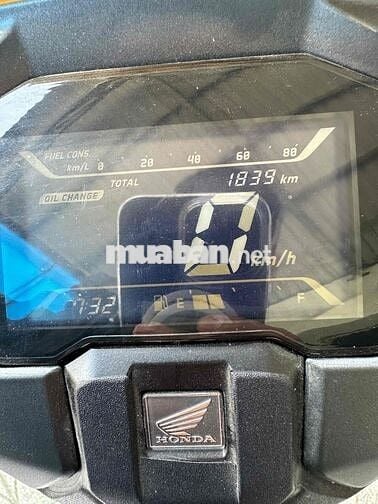 FUEL CONS.
km/L 0 20 40 60 80
TOTAL 1839 km
OIL CHANGE
muaban.net
0 km/h
7:32 E F
HONDA